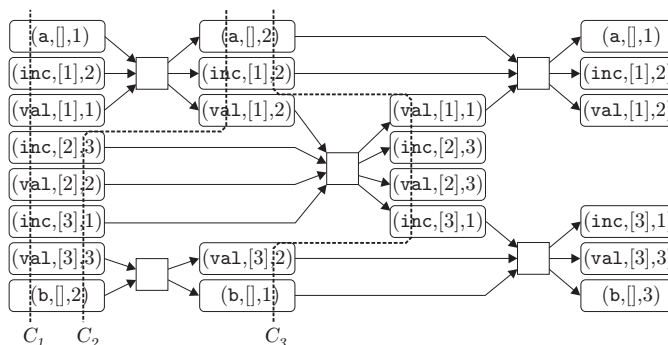 (a,[],1) (a,[],2) (a,[],1)
(inc,[1],2) (inc,[1],2) (inc,[1],2)
(val,[1],1) (val,[1],2) (val,[1],1) (val,[1],2)
(inc,[2],3) (inc,[2],3)
(val,[2],2) (val,[2],3)
(inc,[3],1) (inc,[3],1) (inc,[3],1)
(val,[3],3) (val,[3],2) (val,[3],3)
(b,[],2) (b,[],1) (b,[],3)
C1 C2 C3